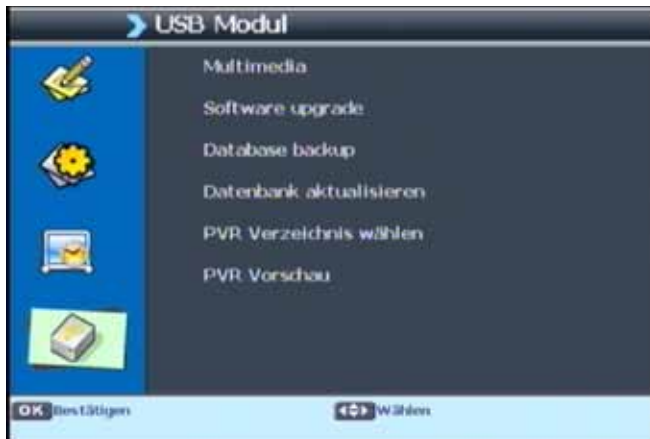 USB Modul
Multimedia
Software upgrade
Database backup
Datenbank aktualisieren
PVR Verzeichnis wählen
PVR Vorschau
OK Bestätigen Wählen